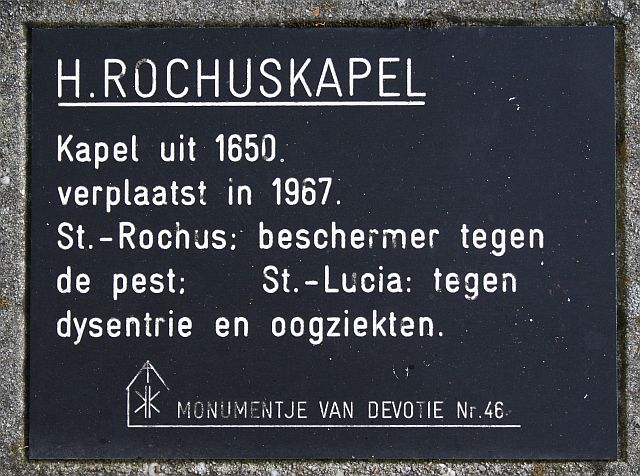 H.ROCHUSKAPEL
Kapel uit 1650.
verplaatst in 1967.
St.-Rochus: beschermer tegen
de pest; St.-Lucia: tegen
dysentrie en oogziekten.
MONUMENTJE VAN DEVOTIE Nr.46.